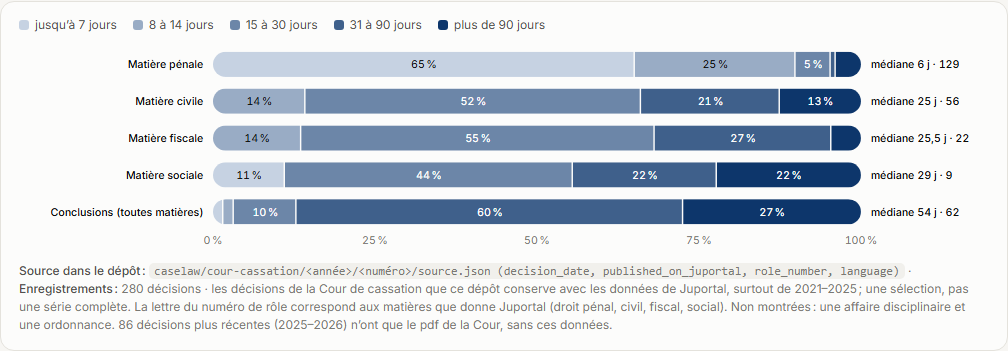 jusqu’à 7 jours 8 à 14 jours 15 à 30 jours 31 à 90 jours plus de 90 jours
Matière pénale 65 % 25 % 5 % médiane 6 j · 129
Matière civile 14 % 52 % 21 % 13 % médiane 25 j · 56
Matière fiscale 14 % 55 % 27 % médiane 25,5 j · 22
Matière sociale 11 % 44 % 22 % 22 % médiane 29 j · 9
Conclusions (toutes matières) 10 % 60 % 27 % médiane 54 j · 62
0 % 25 % 50 % 75 % 100 %
Source dans le dépôt : caselaw/cour-cassation/<année>/<numéro>/source.json (decision_date, published_on_juportal, role_number, language) ·
Enregistrements : 280 décisions · les décisions de la Cour de cassation que ce dépôt conserve avec les données de Juportal, surtout de 2021–2025 ; une sélection, pas
une série complète. La lettre du numéro de rôle correspond aux matières que donne Juportal (droit pénal, civil, fiscal, social). Non montrées : une affaire disciplinaire et
une ordonnance. 86 décisions plus récentes (2025–2026) n’ont que le pdf de la Cour, sans ces données.